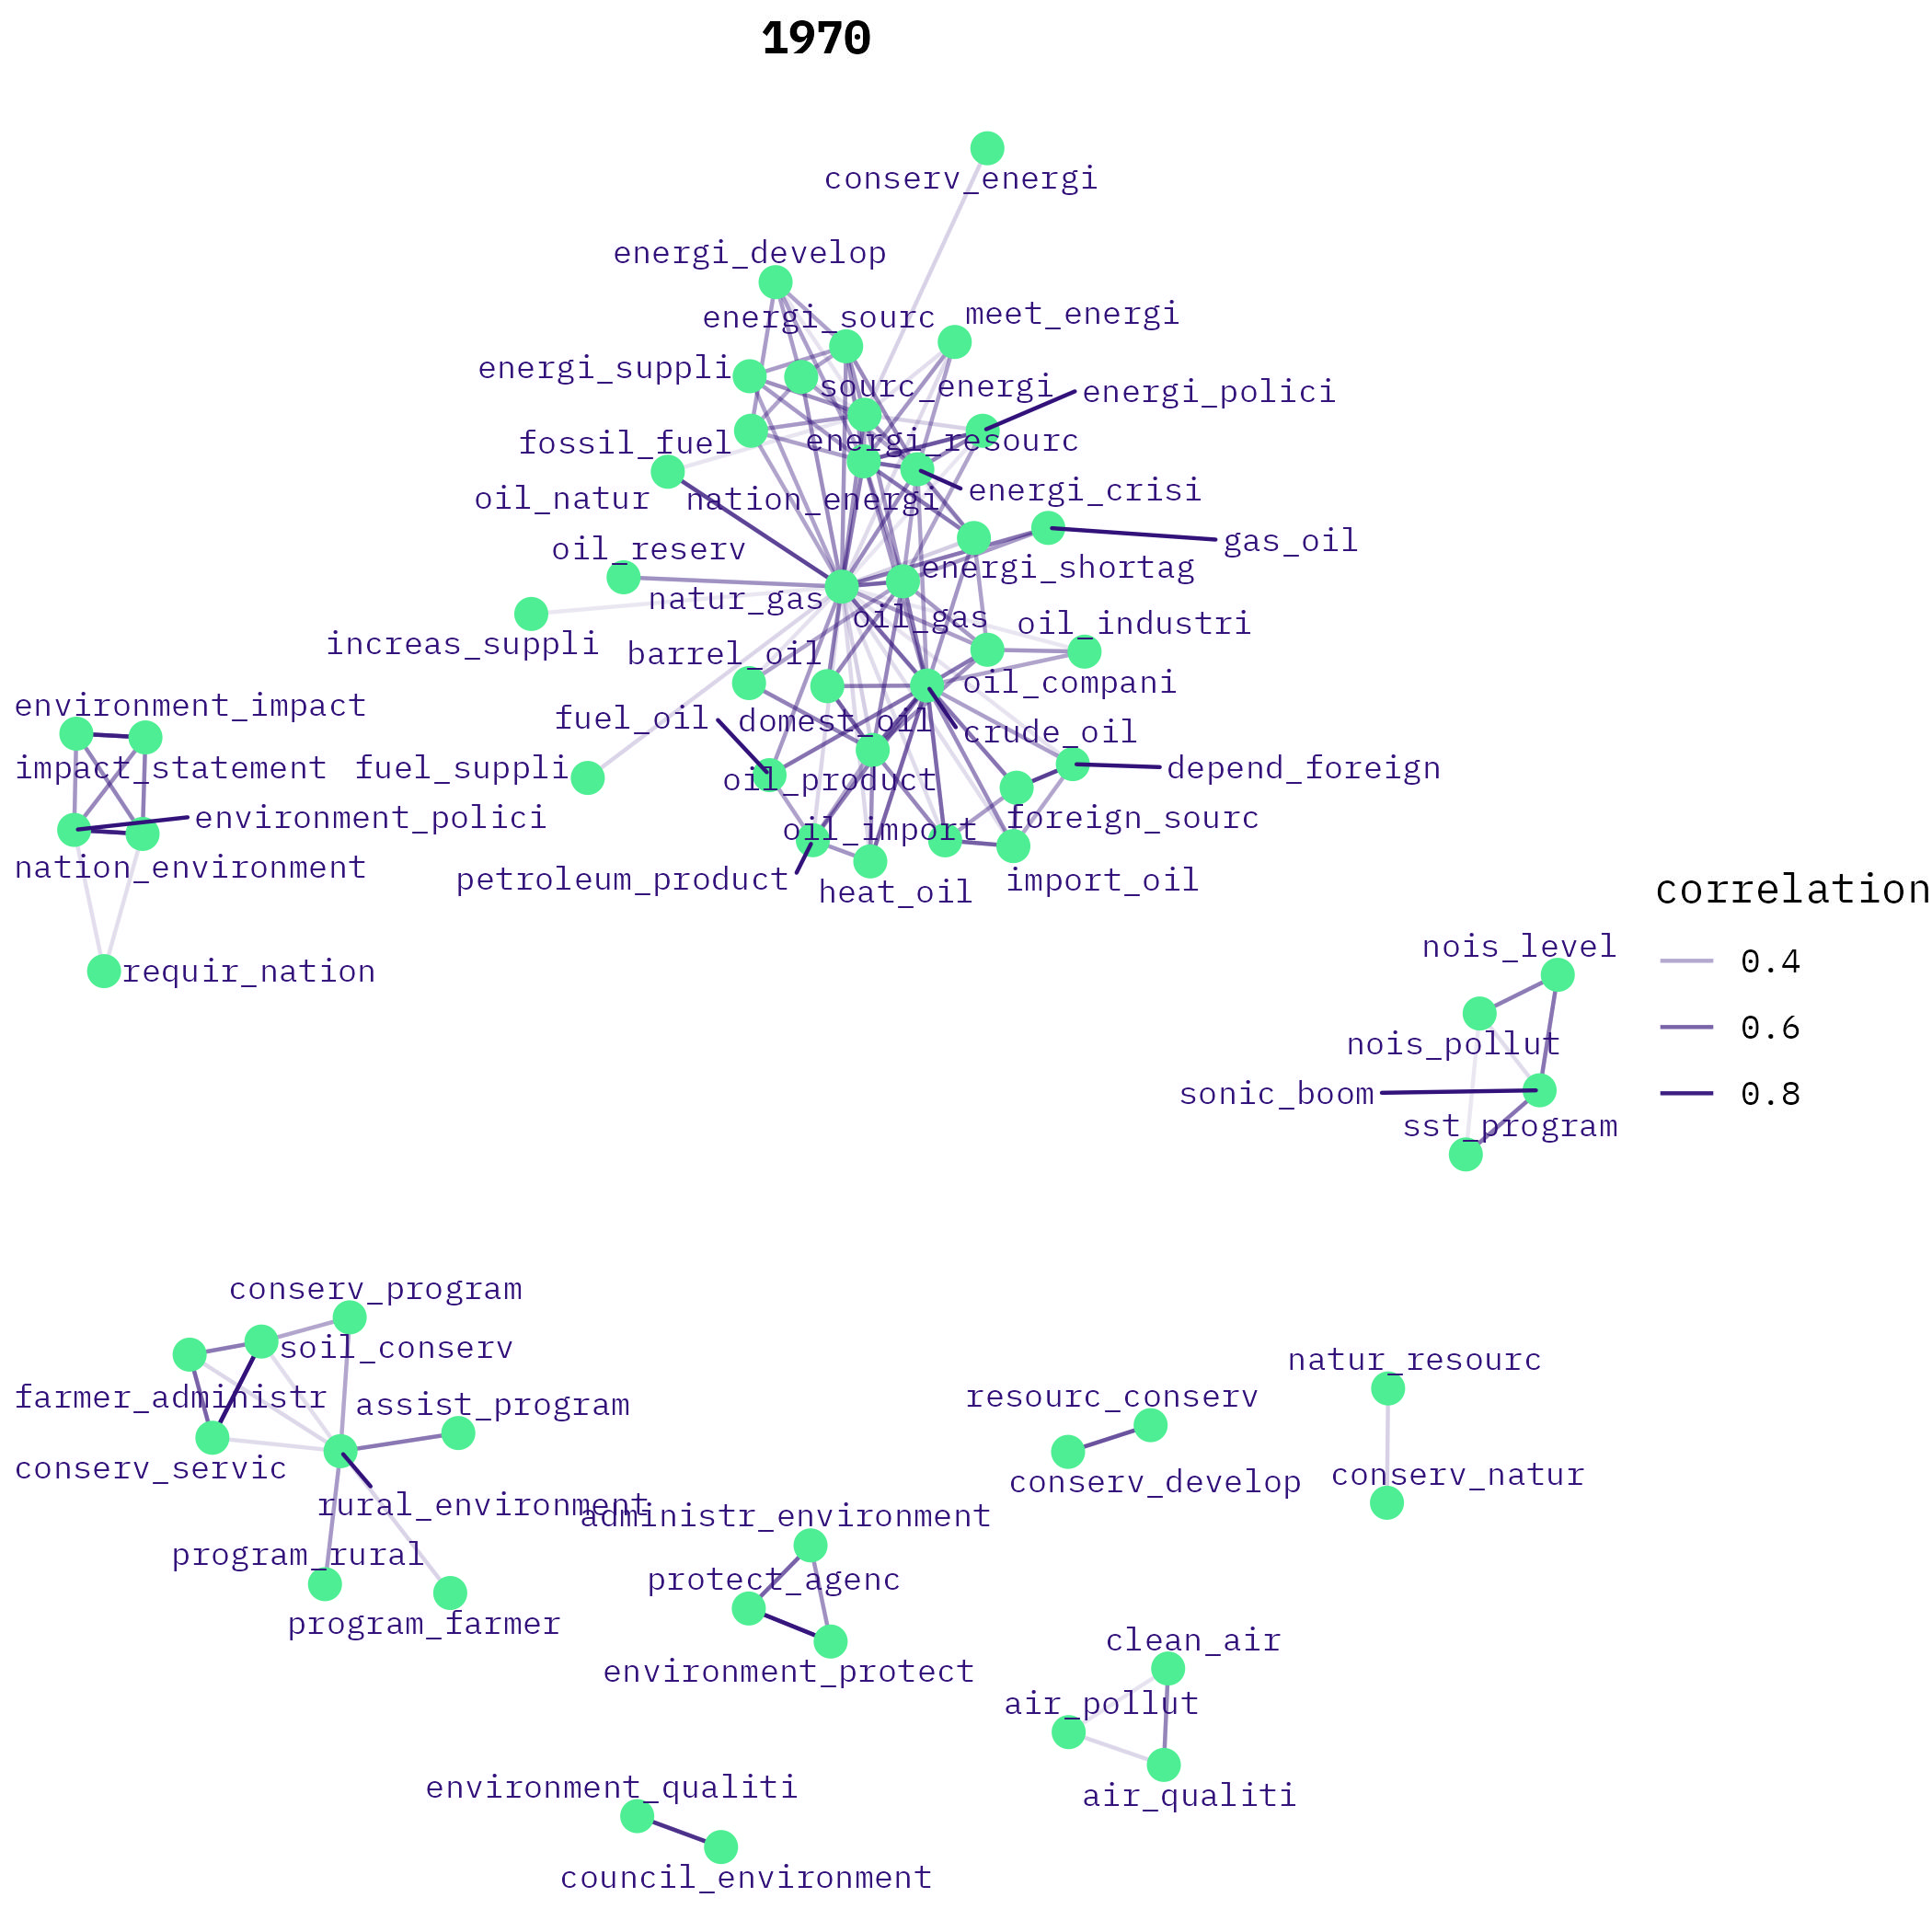 1970
conserv_energi
energi_develop
energi_sourc
meet_energi
energi_suppli
sourc_energi
energi_polici
fossil_fuel
energi_resourc
oil_natur
nation_energi
energi_crisi
oil_reserv
gas_oil
energi_shortag
natur_gas
oil_gas
oil_industri
increas_suppli
barrel_oil
oil_compani
environment_impact
fuel_oil
domest_oil
crude_oil
impact_statement
fuel_suppli
oil_product
depend_foreign
environment_polici
oil_import
foreign_sourc
nation_environment
petroleum_product
heat_oil
import_oil
requir_nation
correlation
0.4
0.6
0.8
nois_level
nois_pollut
sonic_boom
sst_program
conserv_program
soil_conserv
farmer_administr
assist_program
conserv_servic
rural_environment
program_rural
program_farmer
resourc_conserv
conserv_develop
natur_resourc
conserv_natur
administr_environment
protect_agenc
environment_protect
clean_air
air_pollut
air_qualiti
environment_qualiti
council_environment